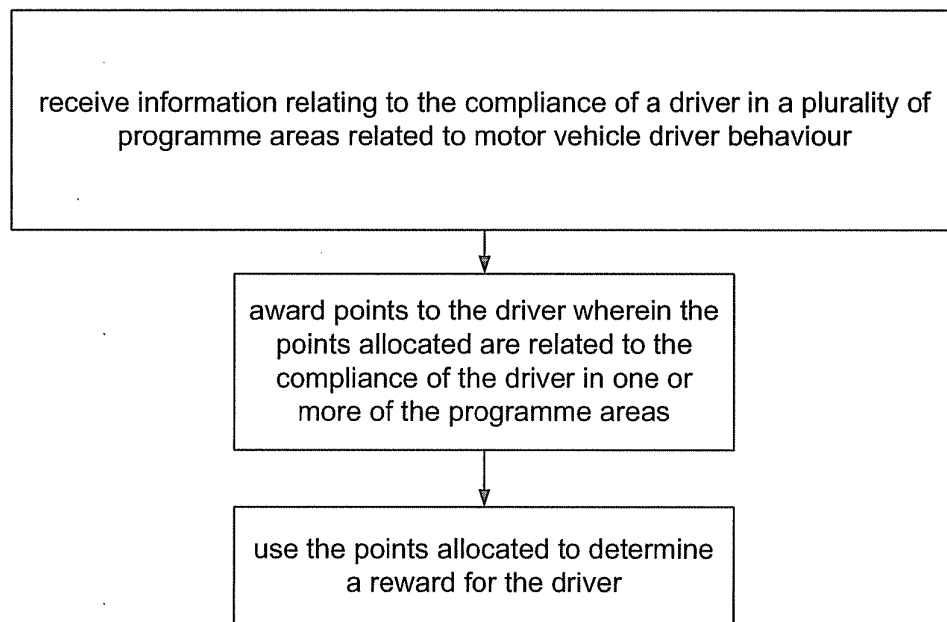 receive information relating to the compliance of a driver in a plurality of
programme areas related to motor vehicle driver behaviour
award points to the driver wherein the
points allocated are related to the
compliance of the driver in one or
more of the programme areas
use the points allocated to determine
a reward for the driver